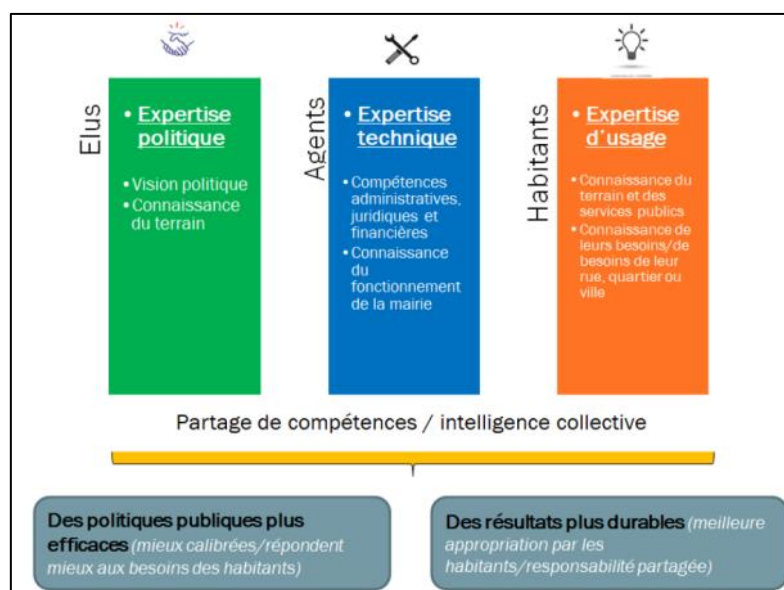 Elus
• Expertise
politique
• Vision politique
• Connaissance
du terrain
Agents
• Expertise
technique
• Compétences
administratives,
juridiques et
financières
• Connaissance
du
fonctionnement
de la mairie
Habitants
• Expertise
d'usage
• Connaissance du
terrain et des
services publics
• Connaissance de
leurs besoins/de
besoins de leur
rue, quartier ou
ville
Partage de compétences / intelligence collective
Des politiques publiques plus
efficaces (mieux calibrées/répondent
mieux aux besoins des habitants)
Des résultats plus durables (meilleure
appropriation par les
habitants/responsabilité partagée)